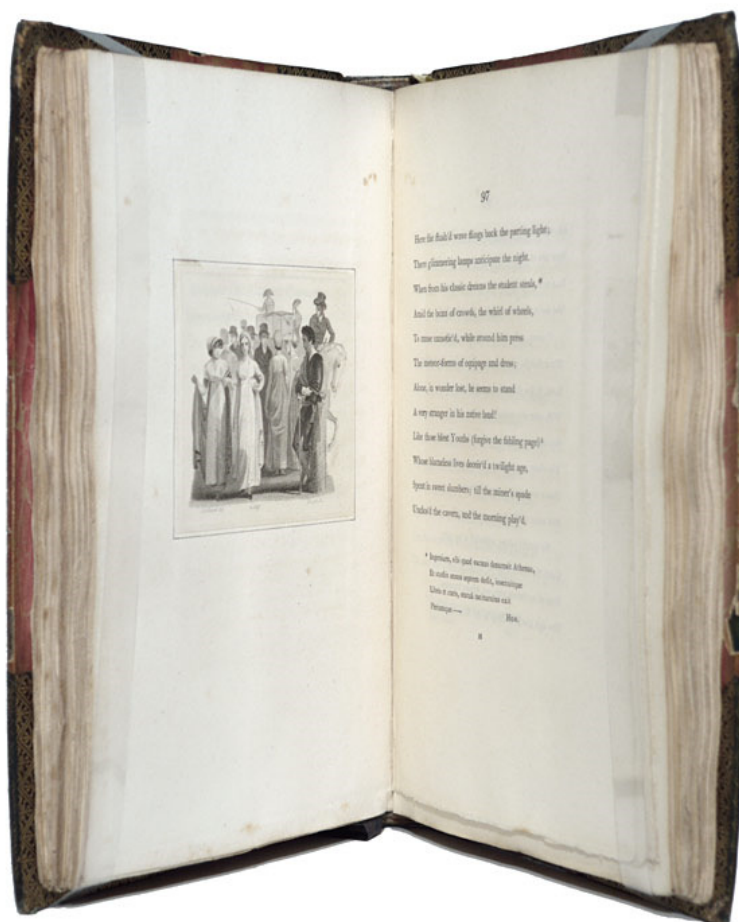 97
Here the flush'd wave flings back the parting light;
There glimmering lamps anticipate the night.
When from his classic dreams the student steals,*
Amid the buzz of crowds, the whirl of wheels,
To muse unnotic'd, while around him press
The meteor-forms of equipage and dress;
Alone, in wonder lost, he seems to stand
A very stranger in his native land!
Like those blest Youths (forgive the fabling page)
Whose blameless lives deceiv'd a twilight age,
Spent in sweet slumbers; till the miner's spade
Unclos'd the cavern, and the morning play'd.
* Ingenium, sibi quod vacuas desumsit Athenas,
Et studiis annos septem dedit, insenuitque
Libris et curis, statuâ taciturnius exit
Plerumque—
Hor.
H